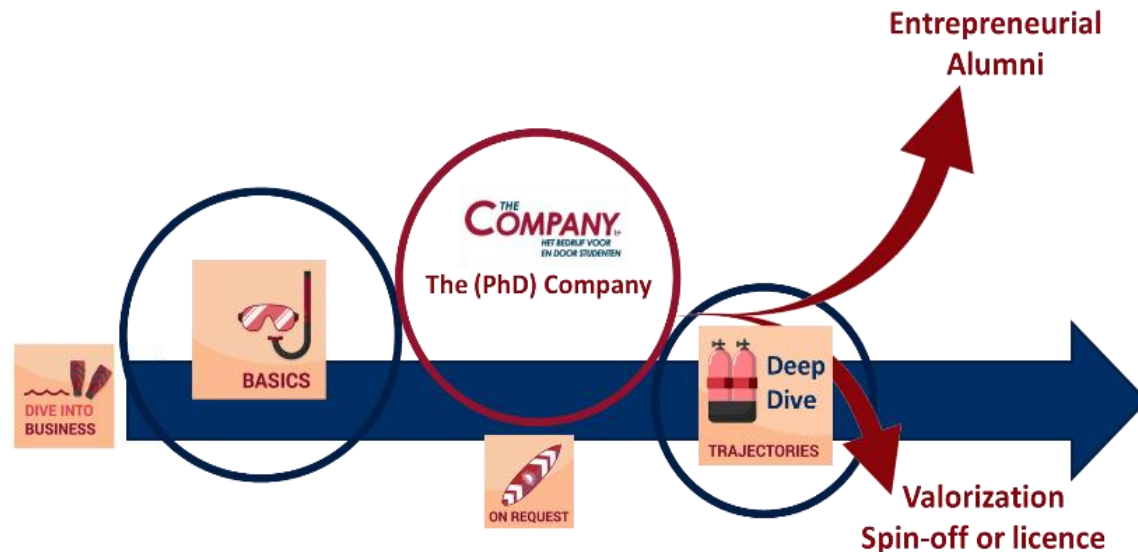 Entrepreneurial
Alumni
THE
COMPANY
HET BEDRIJF VOOR
EN DOOR STUDENTEN
The (PhD) Company
BASICS
DIVE INTO
BUSINESS
Deep
Dive
TRAJECTORIES
ON REQUEST
Valorization
Spin-off or licence